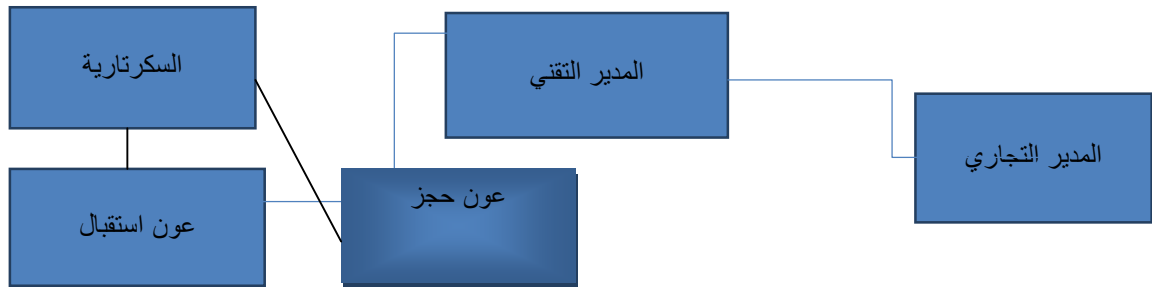 المدير التقني
السكرتارية
المدير التجاري
عون حجز
عون استقبال